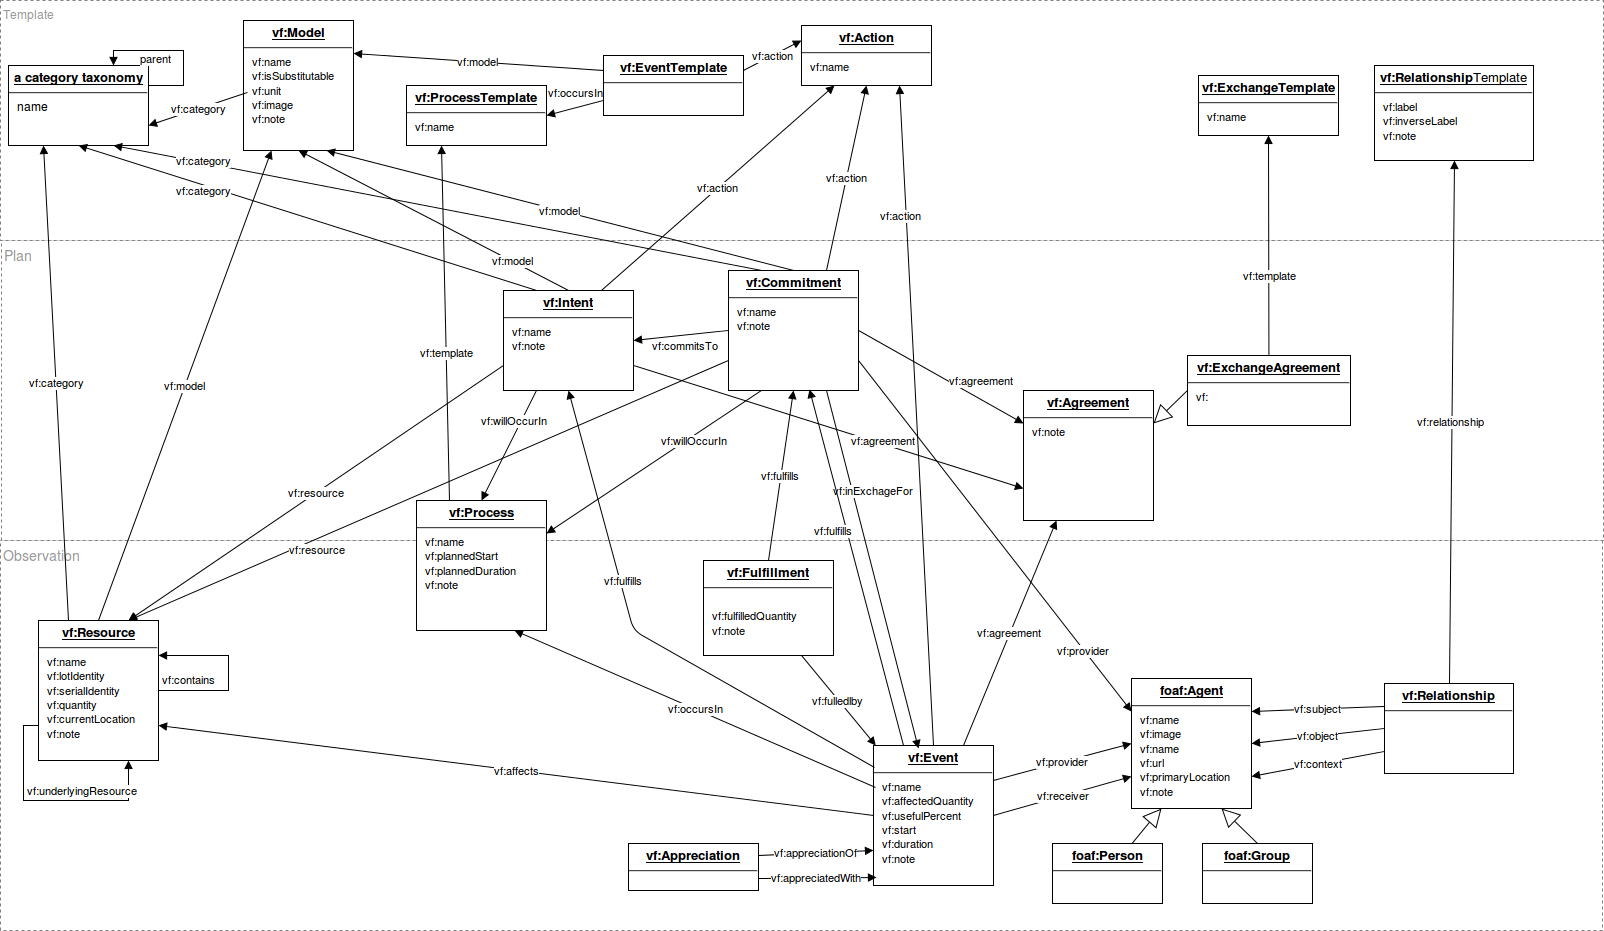 Template
vf:Model
vf:name
vf:isSubstitutable
vf:unit
vf:image
vf:note
parent
a category taxonomy
name
vf:category
vf:model
vf:EventTemplate
vf:action
vf:Action
vf:name
vf:ProcessTemplate
vf:name
vf:occursIn
vf:ExchangeTemplate
vf:name
vf:RelationshipTemplate
vf:label
vf:inverseLabel
vf:note
vf:category
vf:category
vf:model
vf:action
vf:action
vf:action
Plan
vf:model
vf:template
vf:Intent
vf:name
vf:note
vf:Commitment
vf:name
vf:note
vf:commitsTo
vf:template
vf:category
vf:model
vf:agreement
vf:Agreement
vf:note
vf:ExchangeAgreement
vf:
vf:willOccurIn
vf:willOccurIn
vf:agreement
vf:relationship
vf:fulfills
vf:inExchageFor
vf:resource
vf:fulfills
vf:resource
vf:Process
vf:name
vf:plannedStart
vf:plannedDuration
vf:note
Observation
vf:fulfills
vf:Fulfillment
vf:fulfilledQuantity
vf:note
vf:agreement
vf:provider
vf:Resource
vf:name
vf:lotIdentity
vf:serialIdentity
vf:quantity
vf:currentLocation
vf:note
vf:contains
vf:underlyingResource
vf:occursIn
vf:fulledIby
vf:affects
vf:Event
vf:name
vf:affectedQuantity
vf:usefulPercent
vf:start
vf:duration
vf:note
vf:provider
vf:receiver
foaf:Agent
vf:name
vf:image
vf:name
vf:url
vf:primaryLocation
vf:note
vf:subject
vf:object
vf:context
vf:Relationship
vf:Appreciation
vf:appreciationOf
vf:appreciatedWith
foaf:Person
foaf:Group